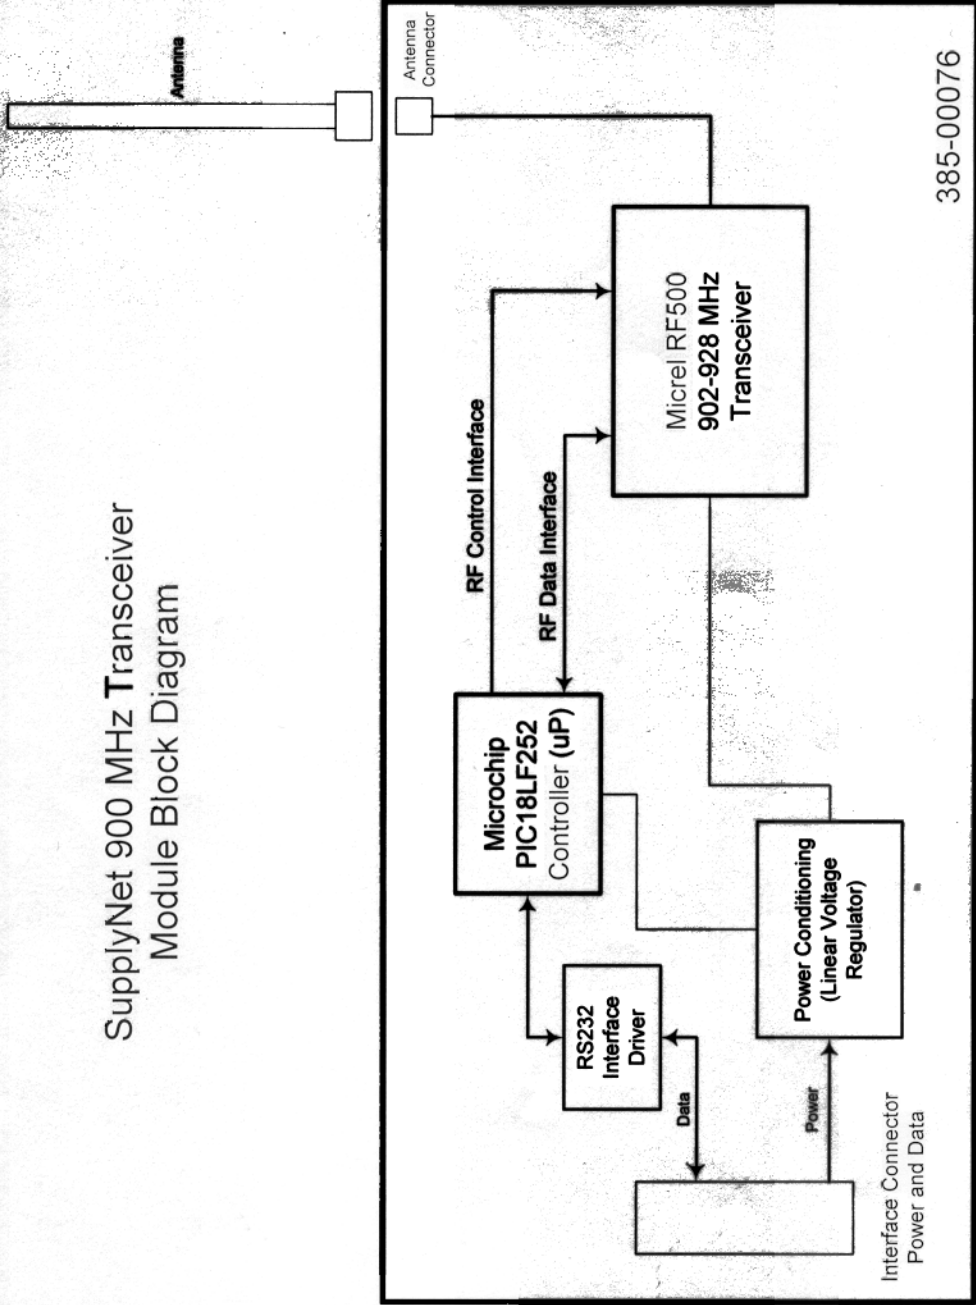 SupplyNet 900 MHz Transceiver
Module Block Diagram
Antenna
Antenna
Connector
RF Control Interface
RF Data Interface
Micrel RF500
902-928 MHz
Transceiver
Microchip
PIC18LF252
Controller (uP)
RS232
Interface
Driver
Data
Power Conditioning
(Linear Voltage
Regulator)
Power
Interface Connector
Power and Data
385-00076